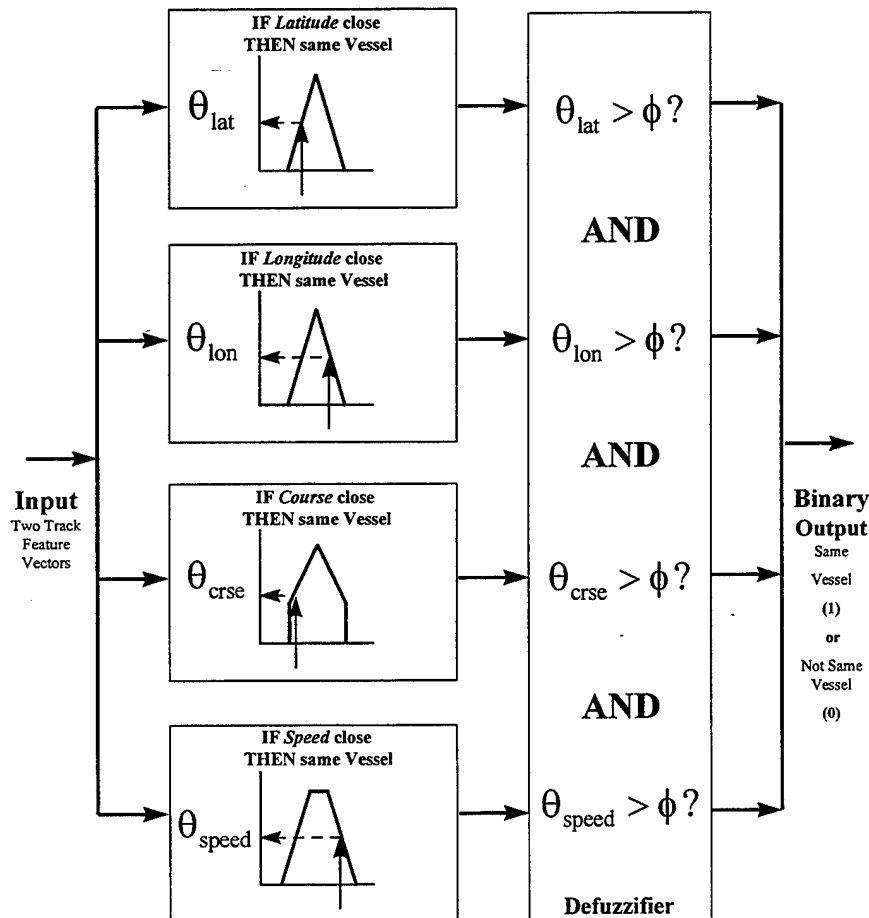 IF Latitude close
THEN same Vessel
θlat
θlat > ϕ?
AND
IF Longitude close
THEN same Vessel
θlon
θlon > ϕ?
AND
Input
Two Track
Feature
Vectors
IF Course close
THEN same Vessel
θcrse
θcrse > ϕ?
AND
Binary
Output
Same
Vessel
(1)
or
Not Same
Vessel
(0)
IF Speed close
THEN same Vessel
θspeed
θspeed > ϕ?
Defuzzifier